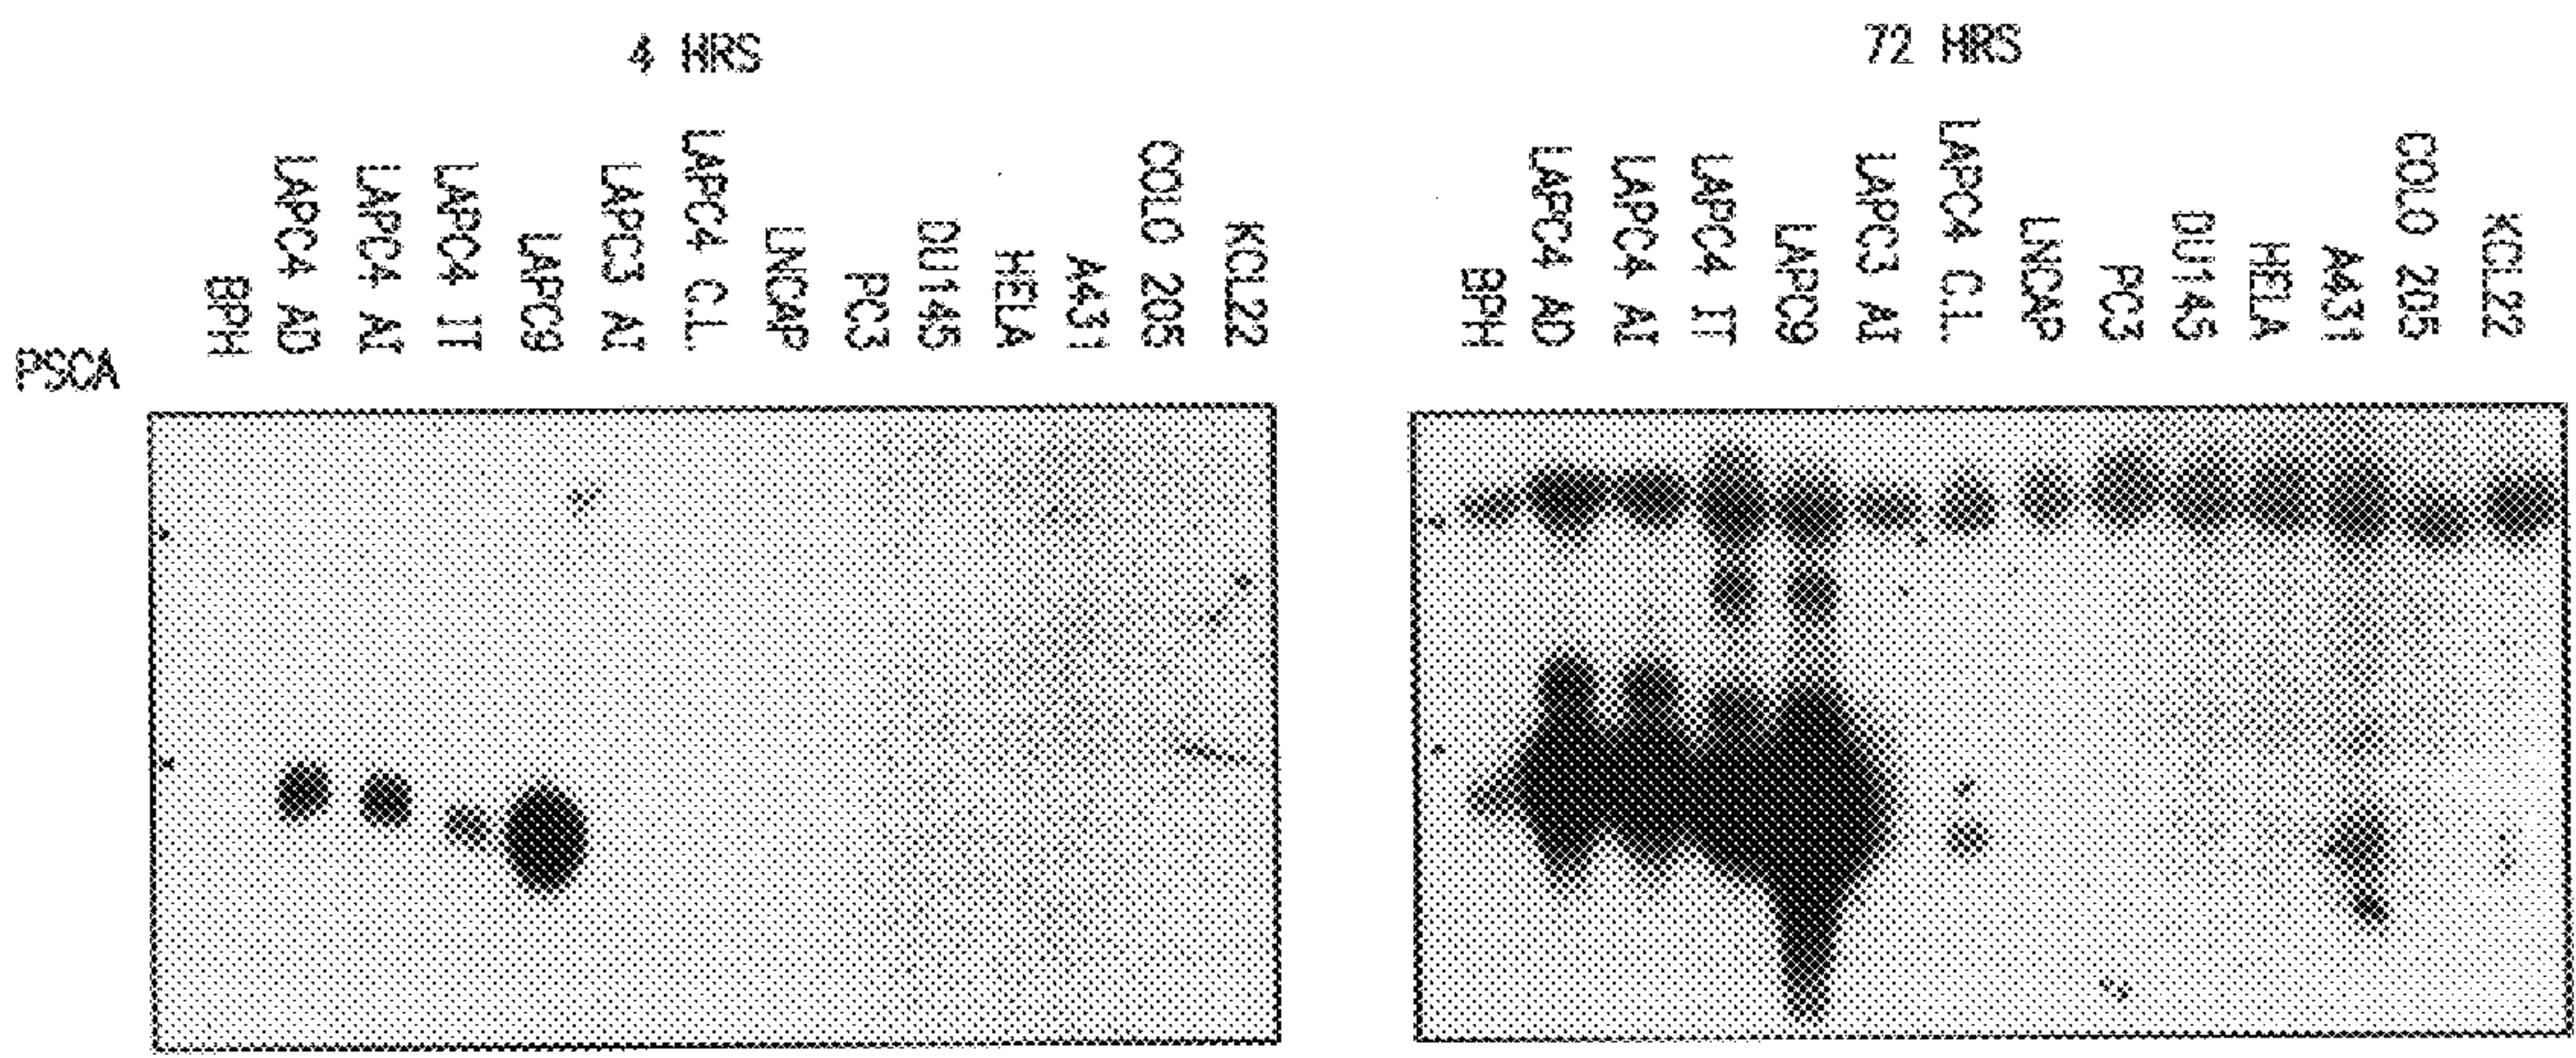 4 HRS
72 HRS
PSCA
BPH
LAPC4 AD
LAPC4 AI
LAPC4 IT
LAPC9
LAPC3 AI
LAPC4 C.L.
LNCAP
PC3
DU145
HELA
A431
COLO 205
KCL22
BPH
LAPC4 AD
LAPC4 AI
LAPC4 IT
LAPC9
LAPC3 AI
LAPC4 C.L.
LNCAP
PC3
DU145
HELA
A431
COLO 205
KCL22